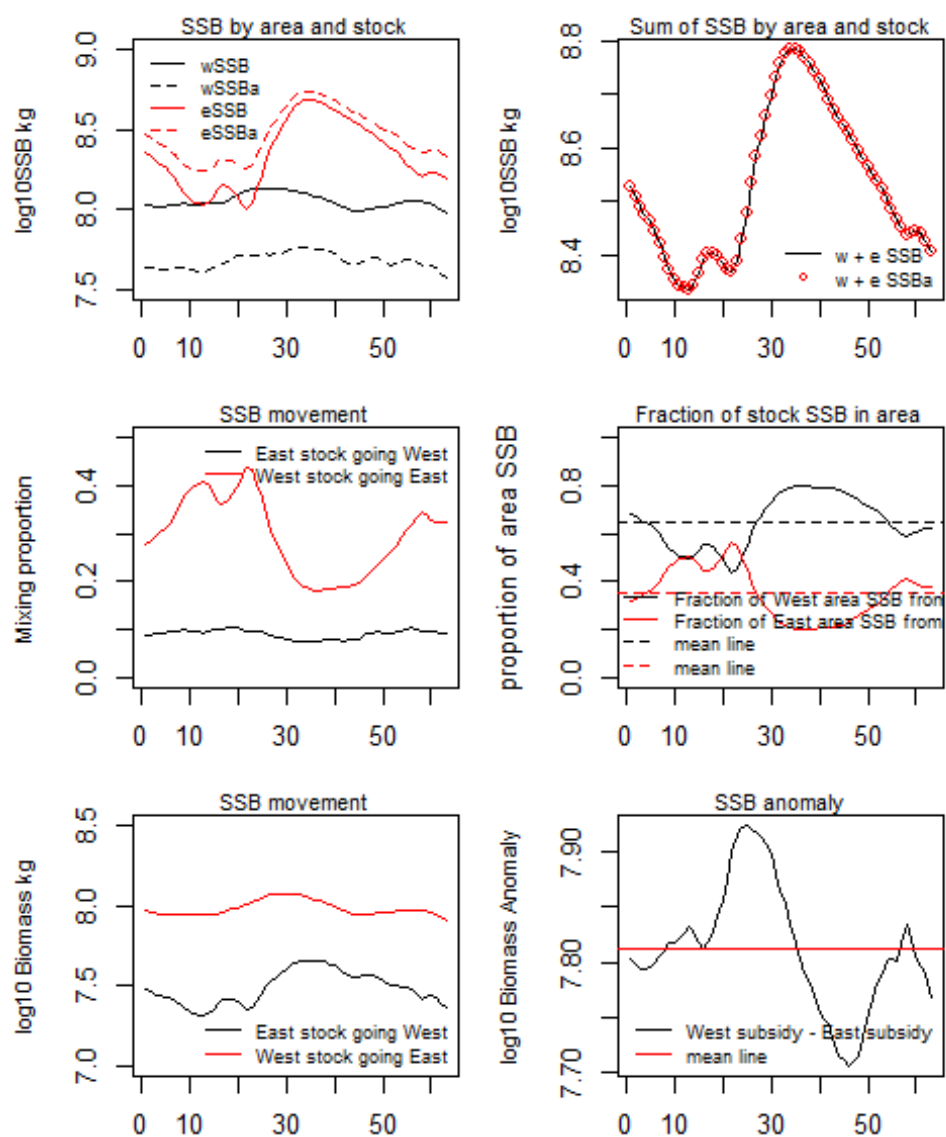 SSB by area and stock
log10SSB kg
9.0
8.5
8.0
7.5
wSSB
wSSBa
eSSB
eSSBa
0 10 30 50
Sum of SSB by area and stock
log10SSB kg
8.8
8.6
8.4
w + e SSB
w + e SSBa
0 10 30 50
SSB movement
Mixing proportion
0.4
0.2
0.0
East stock going West
West stock going East
0 10 30 50
Fraction of stock SSB in area
proportion of area SSB
0.8
0.4
0.0
Fraction of West area SSB from
Fraction of East area SSB from
mean line
mean line
0 10 30 50
SSB movement
log10 Biomass kg
8.5
8.0
7.5
7.0
East stock going West
West stock going East
0 10 30 50
SSB anomaly
log10 Biomass Anomaly
7.90
7.80
7.70
West subsidy - East subsidy
mean line
0 10 30 50